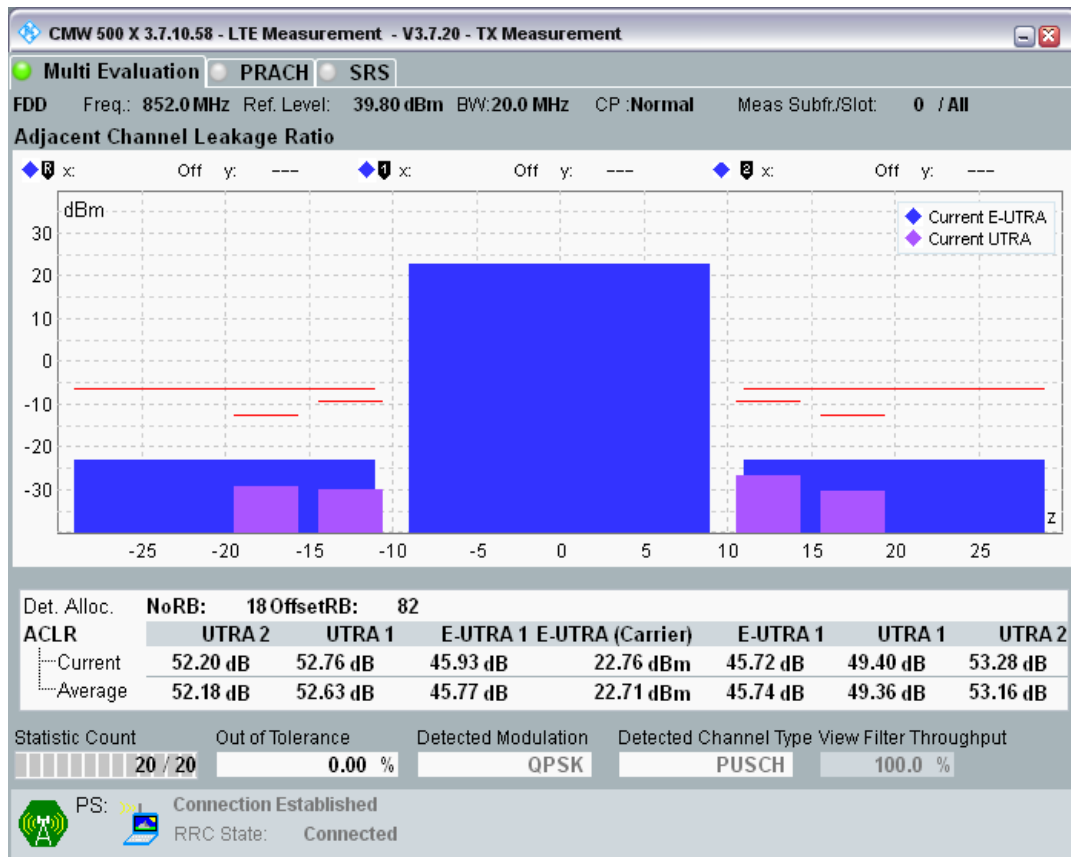 CMW 500 X 3.7.10.58 - LTE Measurement - V3.7.20 - TX Measurement
Multi Evaluation PRACH SRS
FDD Freq.: 852.0 MHz Ref. Level: 39.80 dBm BW:20.0 MHz CP :Normal Meas Subfr./Slot: 0 / All
Adjacent Channel Leakage Ratio
R x: Off y: --- 1 x: Off y: --- 2 x: Off y: ---
dBm
Current E-UTRA
Current UTRA
30
20
10
0
-10
-20
-30
z
-25 -20 -15 -10 -5 0 5 10 15 20 25
Det. Alloc. NoRB: 18 OffsetRB: 82
ACLR UTRA 2 UTRA 1 E-UTRA 1 E-UTRA (Carrier) E-UTRA 1 UTRA 1 UTRA 2
Current 52.20 dB 52.76 dB 45.93 dB 22.76 dBm 45.72 dB 49.40 dB 53.28 dB
Average 52.18 dB 52.63 dB 45.77 dB 22.71 dBm 45.74 dB 49.36 dB 53.16 dB
Statistic Count Out of Tolerance Detected Modulation Detected Channel Type View Filter Throughput
20 / 20 0.00 % QPSK PUSCH 100.0 %
PS: Connection Established
RRC State: Connected